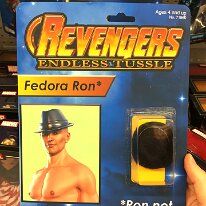 Ages 4 and up
REVENGERS
ENDLESS TUSSLE
Fedora Ron*
*Ron not